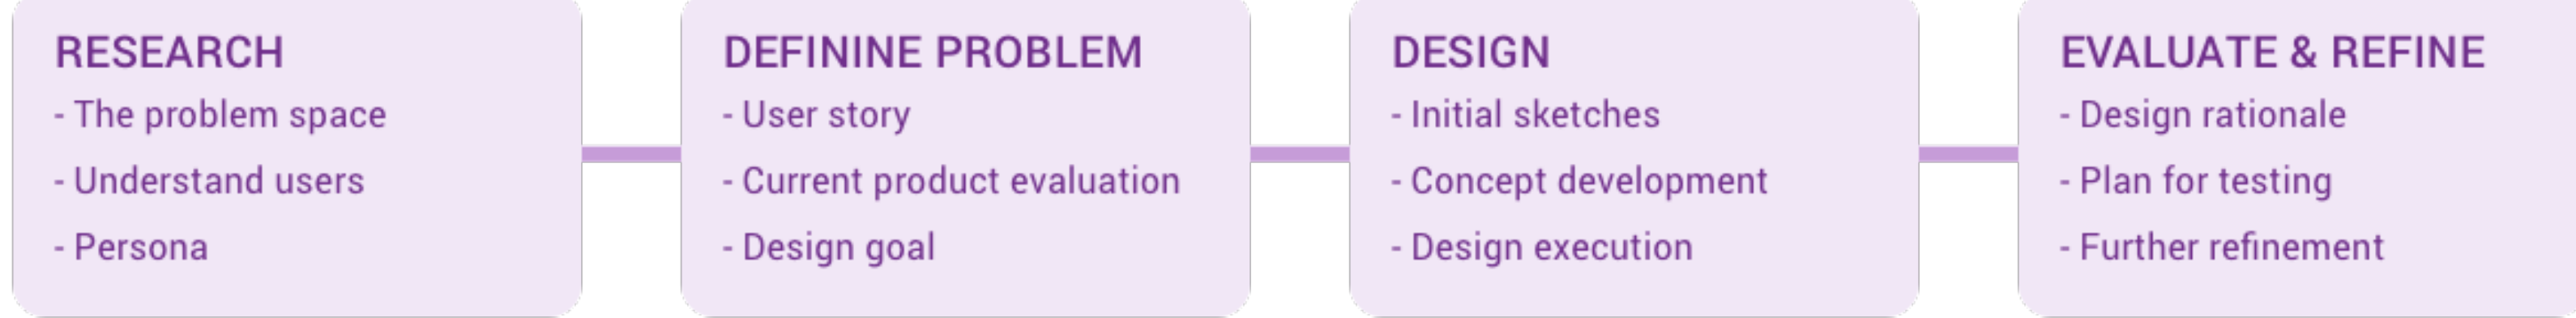 RESEARCH
- The problem space
- Understand users
- Persona
DEFININE PROBLEM
- User story
- Current product evaluation
- Design goal
DESIGN
- Initial sketches
- Concept development
- Design execution
EVALUATE & REFINE
- Design rationale
- Plan for testing
- Further refinement